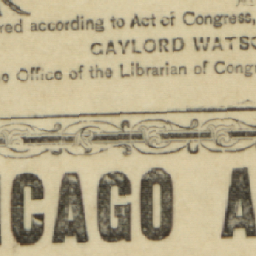 red according to Act of Congress,
GAYLORD WATSO
e Office of the Librarian of Congr
ICAGO A